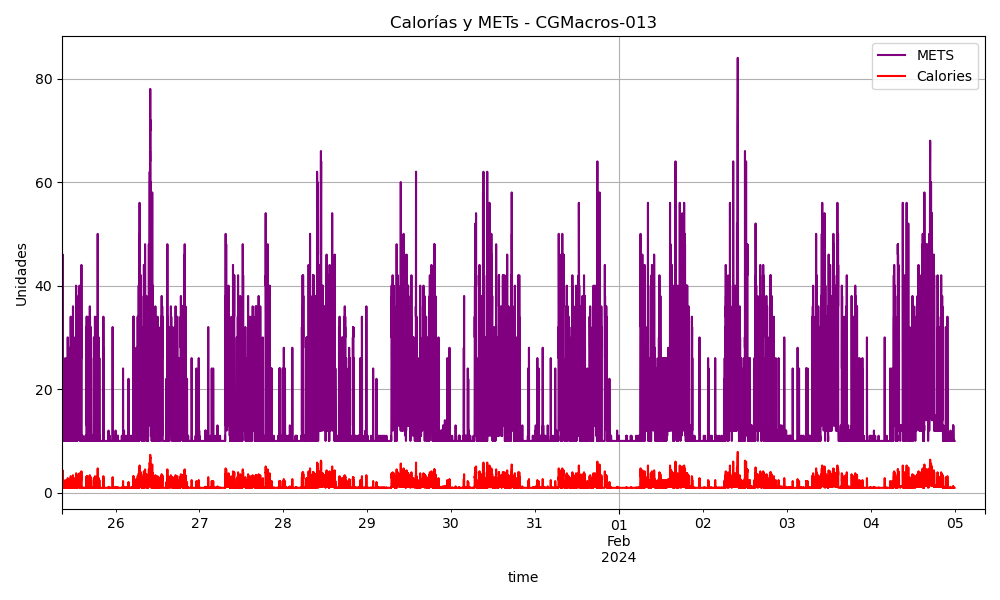 Calorías y METs - CGMacros-013
METS
Calories
Unidades
80
60
40
20
0
26 27 28 29 30 31 01 02 03 04 05
Feb
2024
time